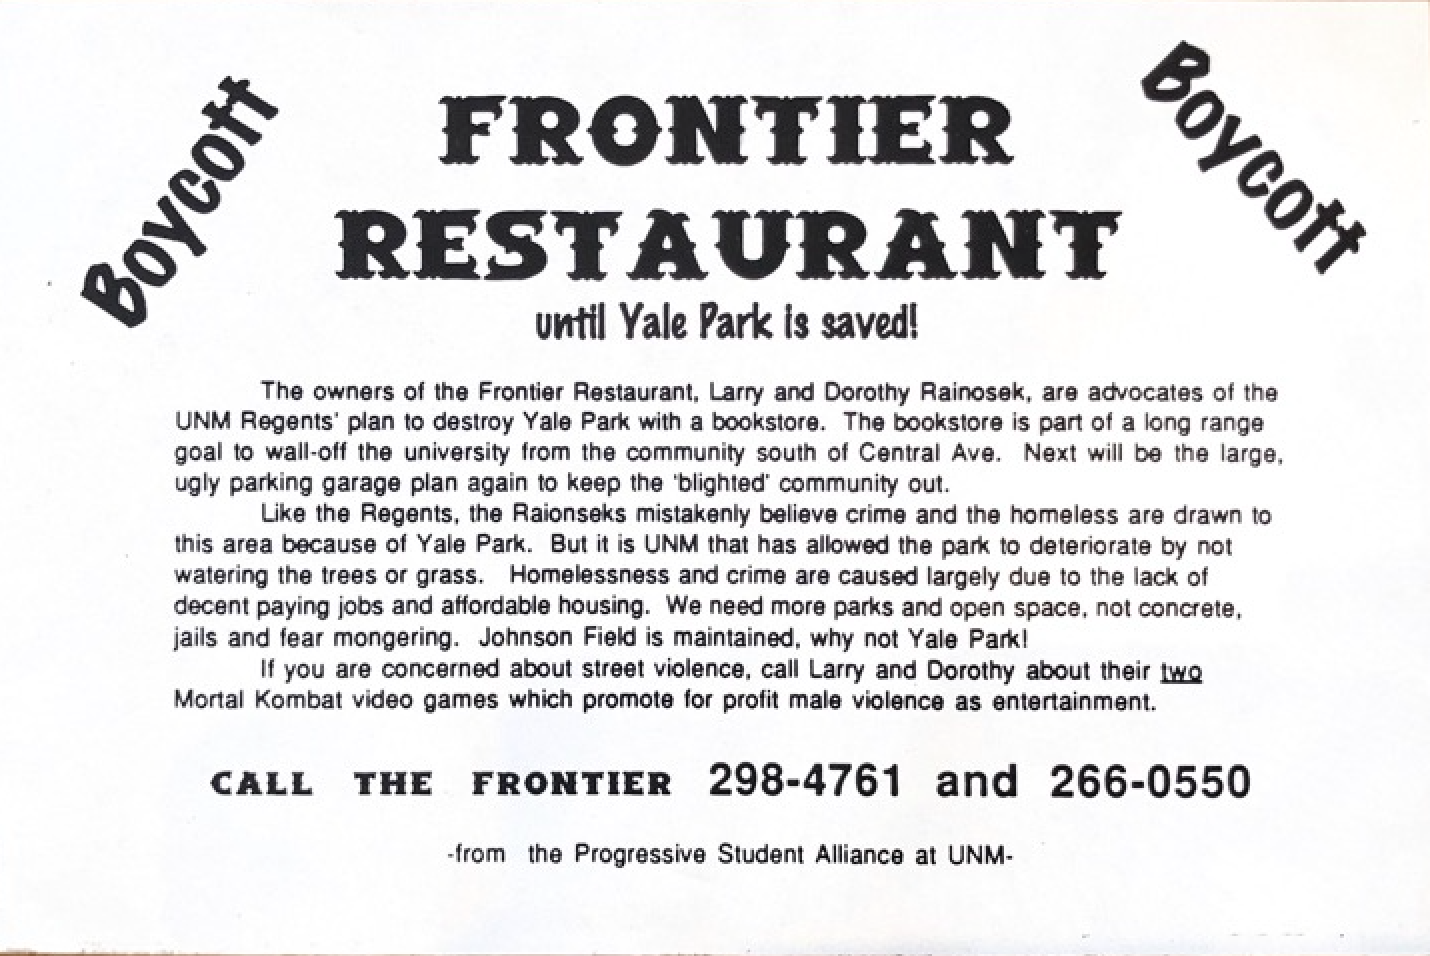 Boycott
Boycott
FRONTIER
RESTAURANT
until Yale Park is saved!
The owners of the Frontier Restaurant, Larry and Dorothy Rainosek, are advocates of the
UNM Regents' plan to destroy Yale Park with a bookstore. The bookstore is part of a long range
goal to wall-off the university from the community south of Central Ave. Next will be the large,
ugly parking garage plan again to keep the 'blighted' community out.
Like the Regents, the Raionseks mistakenly believe crime and the homeless are drawn to
this area because of Yale Park. But it is UNM that has allowed the park to deteriorate by not
watering the trees or grass. Homelessness and crime are caused largely due to the lack of
decent paying jobs and affordable housing. We need more parks and open space, not concrete,
jails and fear mongering. Johnson Field is maintained, why not Yale Park!
If you are concerned about street violence, call Larry and Dorothy about their two
Mortal Kombat video games which promote for profit male violence as entertainment.
CALL THE FRONTIER 298-4761 and 266-0550
-from the Progressive Student Alliance at UNM-